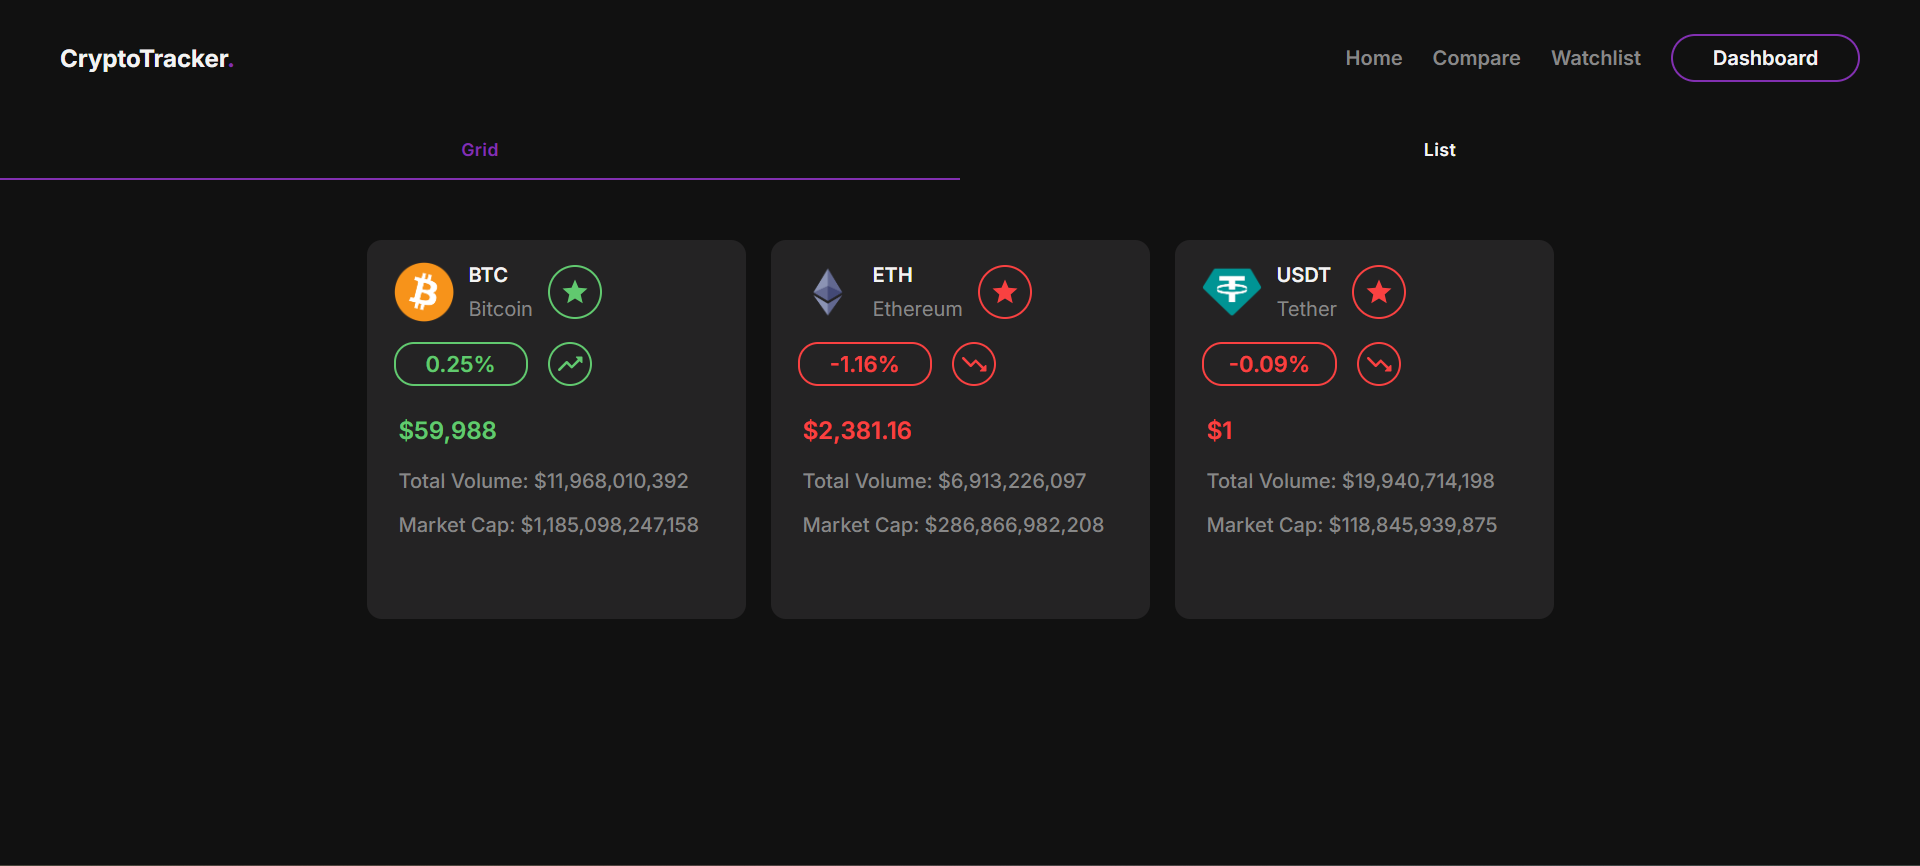 CryptoTracker.
Home Compare Watchlist Dashboard
Grid List
BTC
Bitcoin
0.25%
$59,988
Total Volume: $11,968,010,392
Market Cap: $1,185,098,247,158
ETH
Ethereum
-1.16%
$2,381.16
Total Volume: $6,913,226,097
Market Cap: $286,866,982,208
USDT
Tether
-0.09%
$1
Total Volume: $19,940,714,198
Market Cap: $118,845,939,875